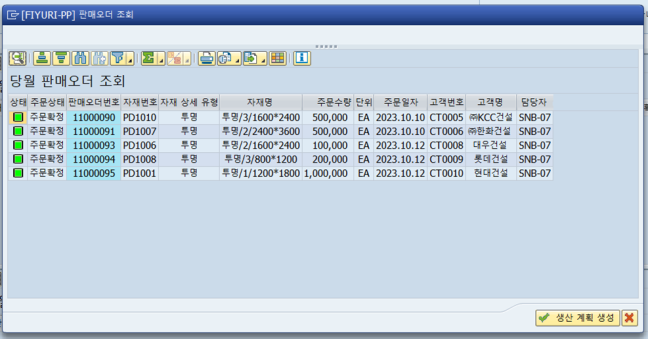 [FIYURI-PP] 판매오더 조회
당월 판매오더 조회
상태 주문상태 판매오더번호 자재번호 자재 상세 유형 자재명 주문수량 단위 주문일자 고객번호 고객명 담당자
주문확정 11000090 PD1010 투명 투명/3/1600*2400 500,000 EA 2023.10.10 CT0005 ㈜KCC건설 SNB-07
주문확정 11000091 PD1007 투명 투명/2/2400*3600 500,000 EA 2023.10.10 CT0006 ㈜한화건설 SNB-07
주문확정 11000093 PD1006 투명 투명/2/1600*2400 100,000 EA 2023.10.12 CT0008 대우건설 SNB-07
주문확정 11000094 PD1008 투명 투명/3/800*1200 200,000 EA 2023.10.12 CT0009 롯데건설 SNB-07
주문확정 11000095 PD1001 투명 투명/1/1200*1800 1,000,000 EA 2023.10.12 CT0010 현대건설 SNB-07
생산 계획 생성